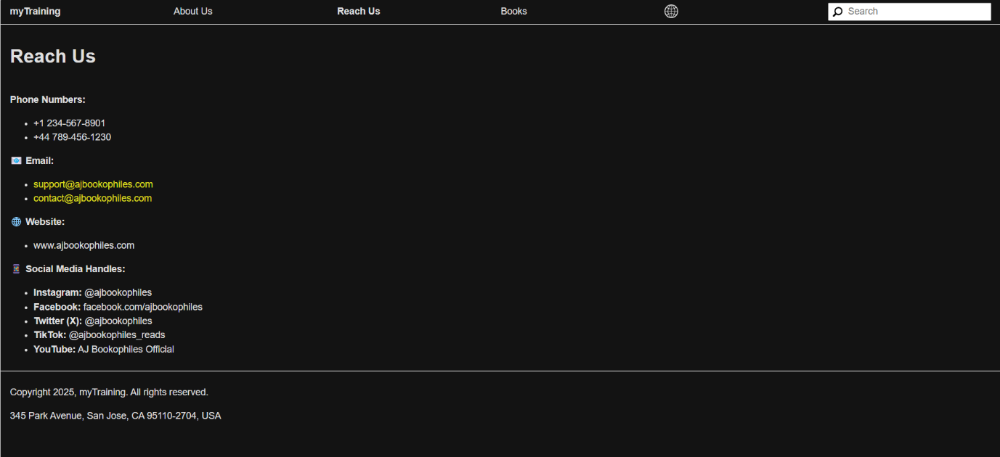 myTraining About Us Reach Us Books Search
Reach Us
Phone Numbers:
+1 234-567-8901
+44 789-456-1230
Email:
support@ajbookophiles.com
contact@ajbookophiles.com
Website:
www.ajbookophiles.com
Social Media Handles:
Instagram: @ajbookophiles
Facebook: facebook.com/ajbookophiles
Twitter (X): @ajbookophiles
TikTok: @ajbookophiles_reads
YouTube: AJ Bookophiles Official
Copyright 2025, myTraining. All rights reserved.
345 Park Avenue, San Jose, CA 95110-2704, USA